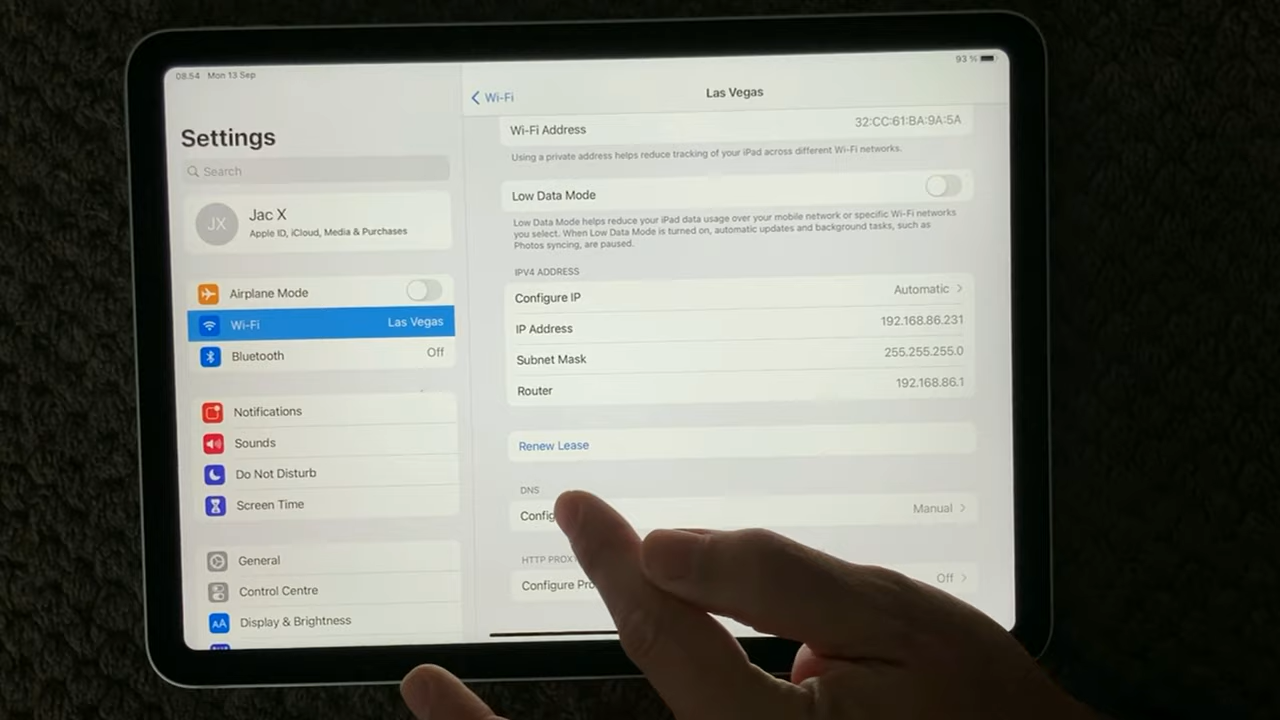 08.54 Mon 13 Sep
93 %
Settings
Search
JX
Jac X
Apple ID, iCloud, Media & Purchases
Airplane Mode
Wi-Fi Las Vegas
Bluetooth Off
Notifications
Sounds
Do Not Disturb
Screen Time
General
Control Centre
AA Display & Brightness
Wi-Fi
Las Vegas
Wi-Fi Address 32:CC:61:BA:9A:5A
Using a private address helps reduce tracking of your iPad across different Wi-Fi networks.
Low Data Mode
Low Data Mode helps reduce your iPad data usage over your mobile network or specific Wi-Fi networks
you select. When Low Data Mode is turned on, automatic updates and background tasks, such as
Photos syncing, are paused.
IPV4 ADDRESS
Configure IP Automatic
IP Address 192.168.86.231
Subnet Mask 255.255.255.0
Router 192.168.86.1
Renew Lease
DNS
Config Manual
HTTP PROX
Configure Pro Off